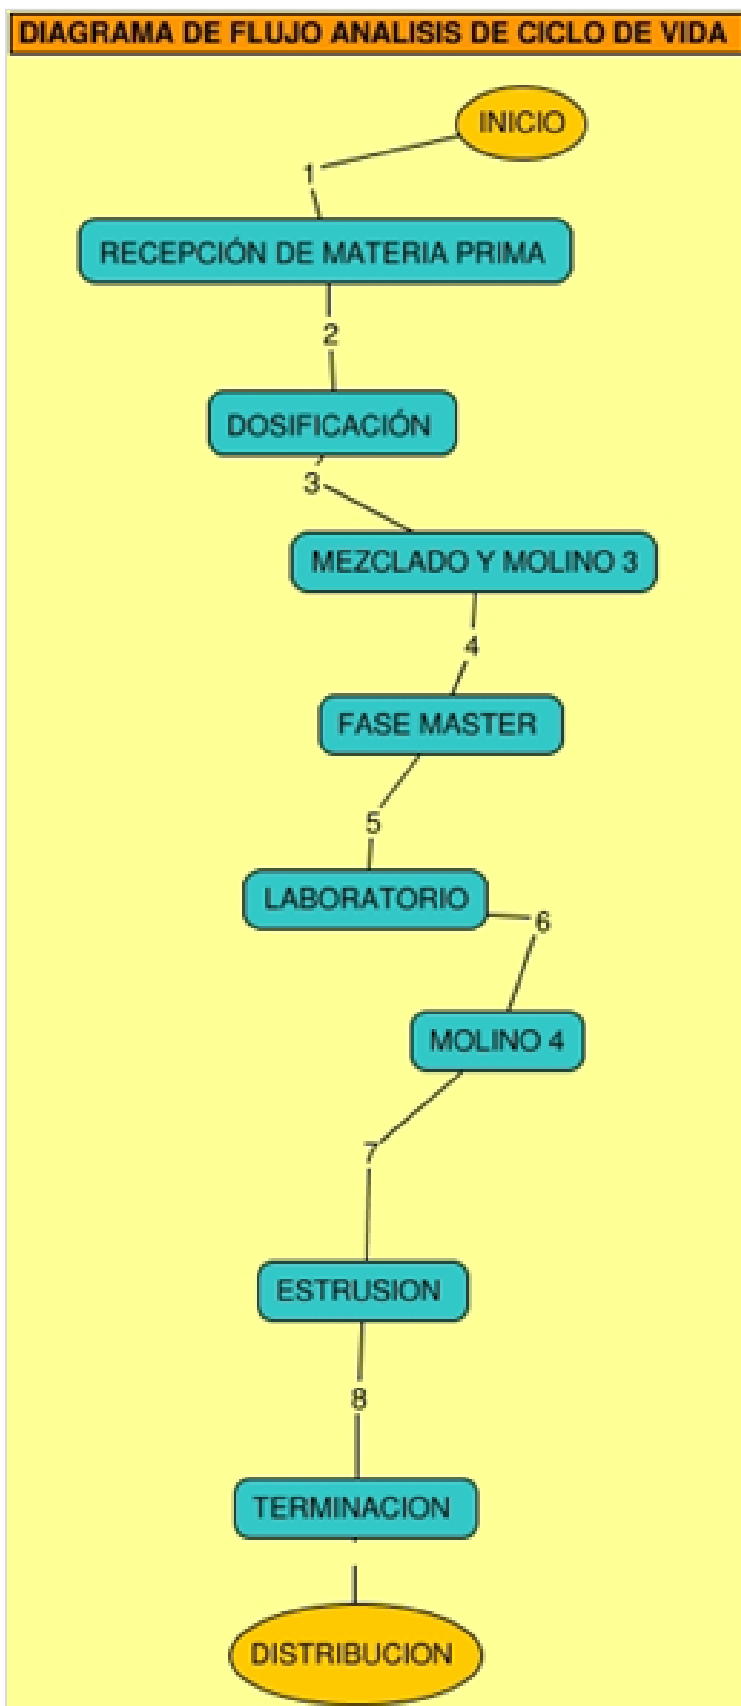 DIAGRAMA DE FLUJO ANALISIS DE CICLO DE VIDA
INICIO
1
RECEPCIÓN DE MATERIA PRIMA
2
DOSIFICACIÓN
3
MEZCLADO Y MOLINO 3
4
FASE MASTER
5
LABORATORIO
6
MOLINO 4
7
ESTRUSION
8
TERMINACION
DISTRIBUCION